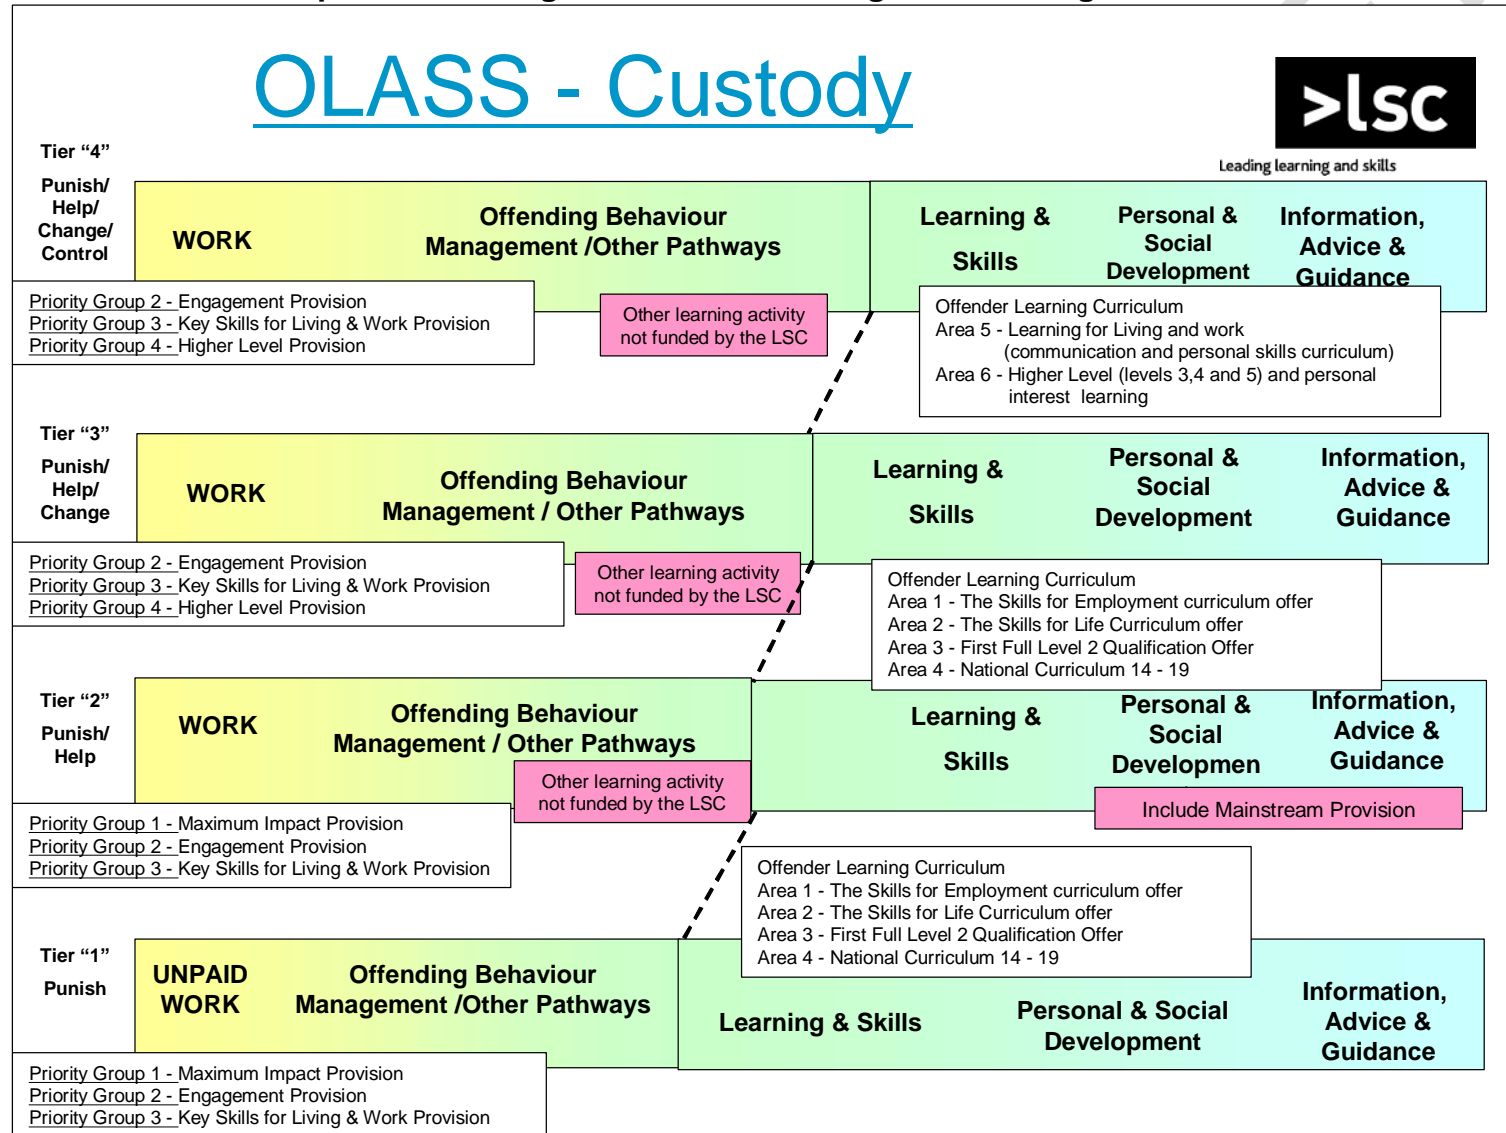 OLASS - Custody
>lsc
Leading learning and skills
Tier “4”
Punish/
Help/
Change/
Control
WORK
Offending Behaviour
Management /Other Pathways
Learning &
Skills
Personal &
Social
Development
Information,
Advice &
Guidance
Priority Group 2 - Engagement Provision
Priority Group 3 - Key Skills for Living & Work Provision
Priority Group 4 - Higher Level Provision
Other learning activity
not funded by the LSC
Offender Learning Curriculum
Area 5 - Learning for Living and work
(communication and personal skills curriculum)
Area 6 - Higher Level (levels 3,4 and 5) and personal
interest learning
Tier “3”
Punish/
Help/
Change
WORK
Offending Behaviour
Management / Other Pathways
Learning &
Skills
Personal &
Social
Development
Information,
Advice &
Guidance
Priority Group 2 - Engagement Provision
Priority Group 3 - Key Skills for Living & Work Provision
Priority Group 4 - Higher Level Provision
Other learning activity
not funded by the LSC
Offender Learning Curriculum
Area 1 - The Skills for Employment curriculum offer
Area 2 - The Skills for Life Curriculum offer
Area 3 - First Full Level 2 Qualification Offer
Area 4 - National Curriculum 14 - 19
Tier “2”
Punish/
Help
WORK
Offending Behaviour
Management / Other Pathways
Learning &
Skills
Personal &
Social
Developmen
Information,
Advice &
Guidance
Other learning activity
not funded by the LSC
Include Mainstream Provision
Priority Group 1 - Maximum Impact Provision
Priority Group 2 - Engagement Provision
Priority Group 3 - Key Skills for Living & Work Provision
Offender Learning Curriculum
Area 1 - The Skills for Employment curriculum offer
Area 2 - The Skills for Life Curriculum offer
Area 3 - First Full Level 2 Qualification Offer
Area 4 - National Curriculum 14 - 19
Tier “1”
Punish
UNPAID
WORK
Offending Behaviour
Management /Other Pathways
Learning & Skills
Personal & Social
Development
Information,
Advice &
Guidance
Priority Group 1 - Maximum Impact Provision
Priority Group 2 - Engagement Provision
Priority Group 3 - Key Skills for Living & Work Provision